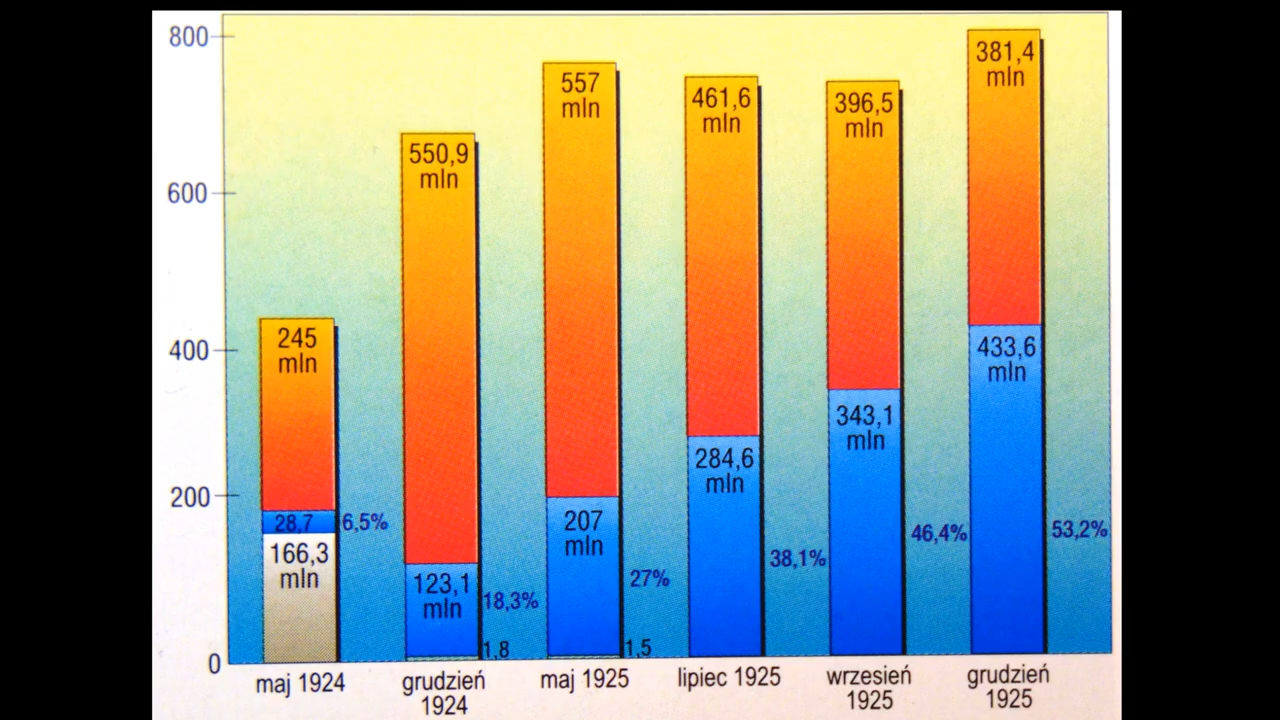 800
600
400
200
0
245
mln
28,7
6,5%
166,3
mln
maj 1924
550,9
mln
123,1
mln
18,3%
1,8
grudzień
1924
557
mln
207
mln
27%
1,5
maj 1925
461,6
mln
284,6
mln
38,1%
lipiec 1925
396,5
mln
343,1
mln
46,4%
wrzesień
1925
381,4
mln
433,6
mln
53,2%
grudzień
1925